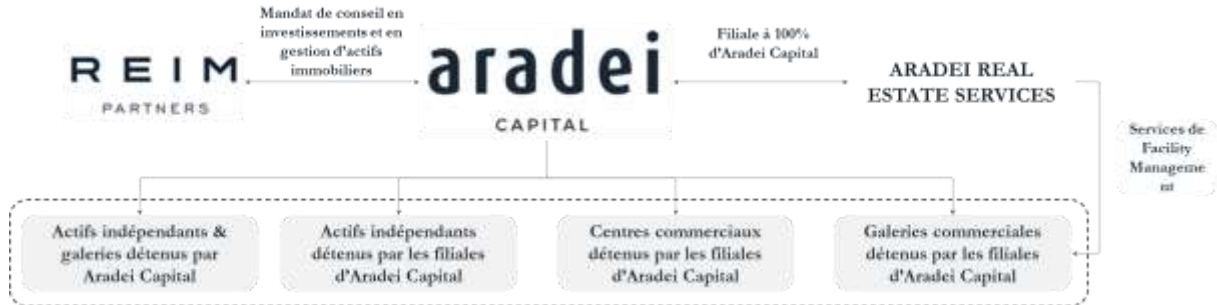 Mandat de conseil en
investissements et en
gestion d'actifs
immobiliers
REIM
PARTNERS
aradei
CAPITAL
Filiale à 100%
d'Aradei Capital
ARADEI REAL
ESTATE SERVICES
Services de
Facility
Manageme
nt
Actifs indépendants &
galeries détenus par
Aradei Capital
Actifs indépendants
détenus par les filiales
d'Aradei Capital
Centres commerciaux
détenus par les filiales
d'Aradei Capital
Galeries commerciales
détenus par les filiales
d'Aradei Capital